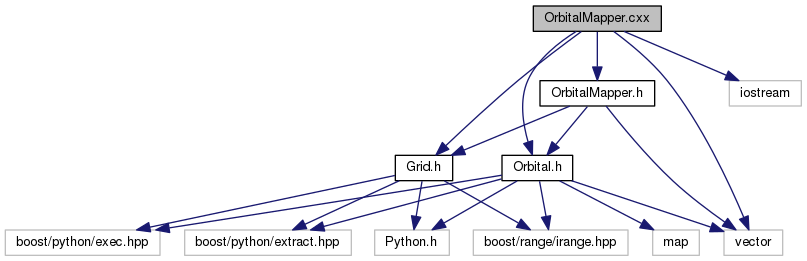 OrbitalMapper.cxx
OrbitalMapper.h
iostream
Grid.h
Orbital.h
boost/python/exec.hpp
boost/python/extract.hpp
Python.h
boost/range/irange.hpp
map
vector